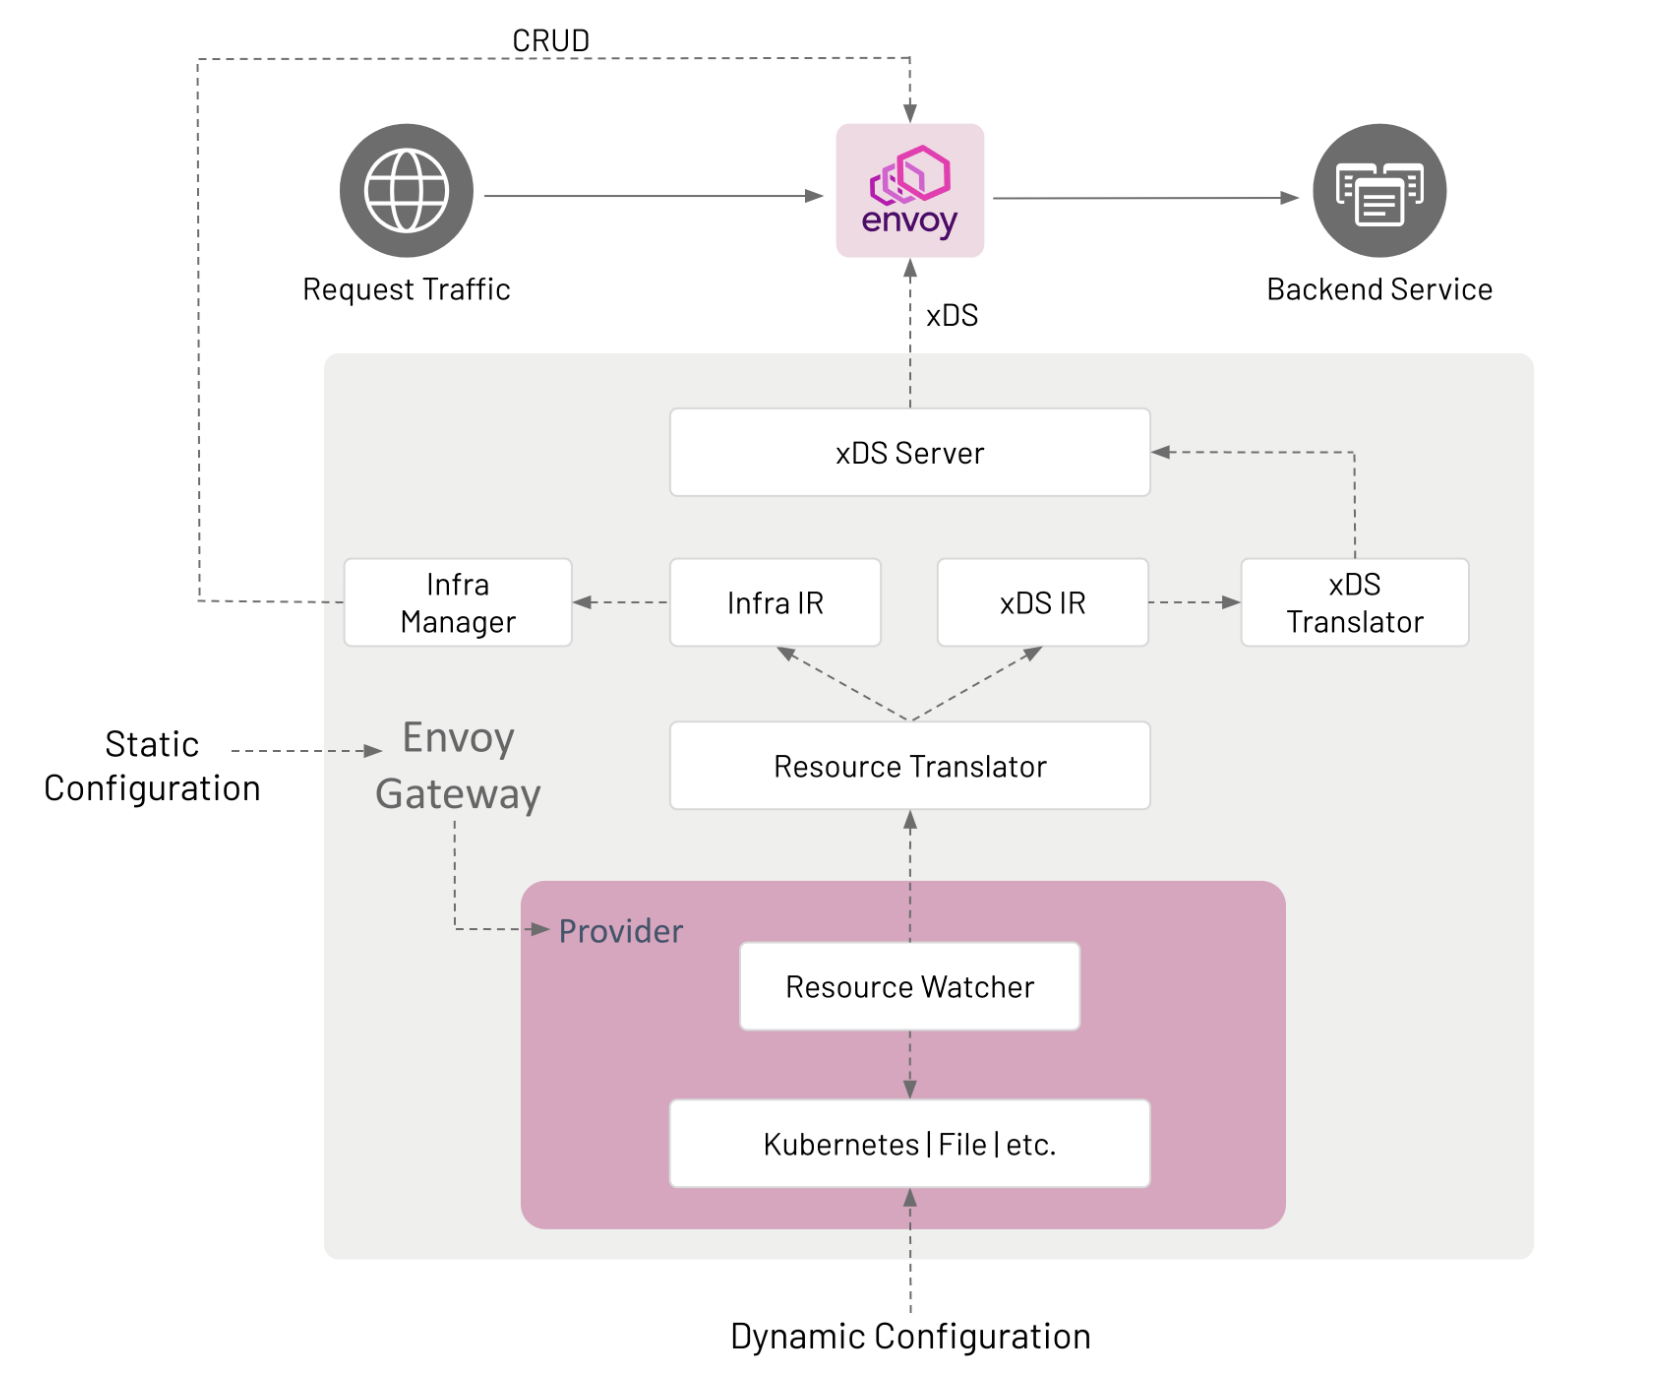 CRUD
envoy
Request Traffic
Backend Service
xDS
xDS Server
Infra
Manager
Infra IR
xDS IR
xDS
Translator
Static
Configuration
Envoy
Gateway
Resource Translator
Provider
Resource Watcher
Kubernetes | File | etc.
Dynamic Configuration